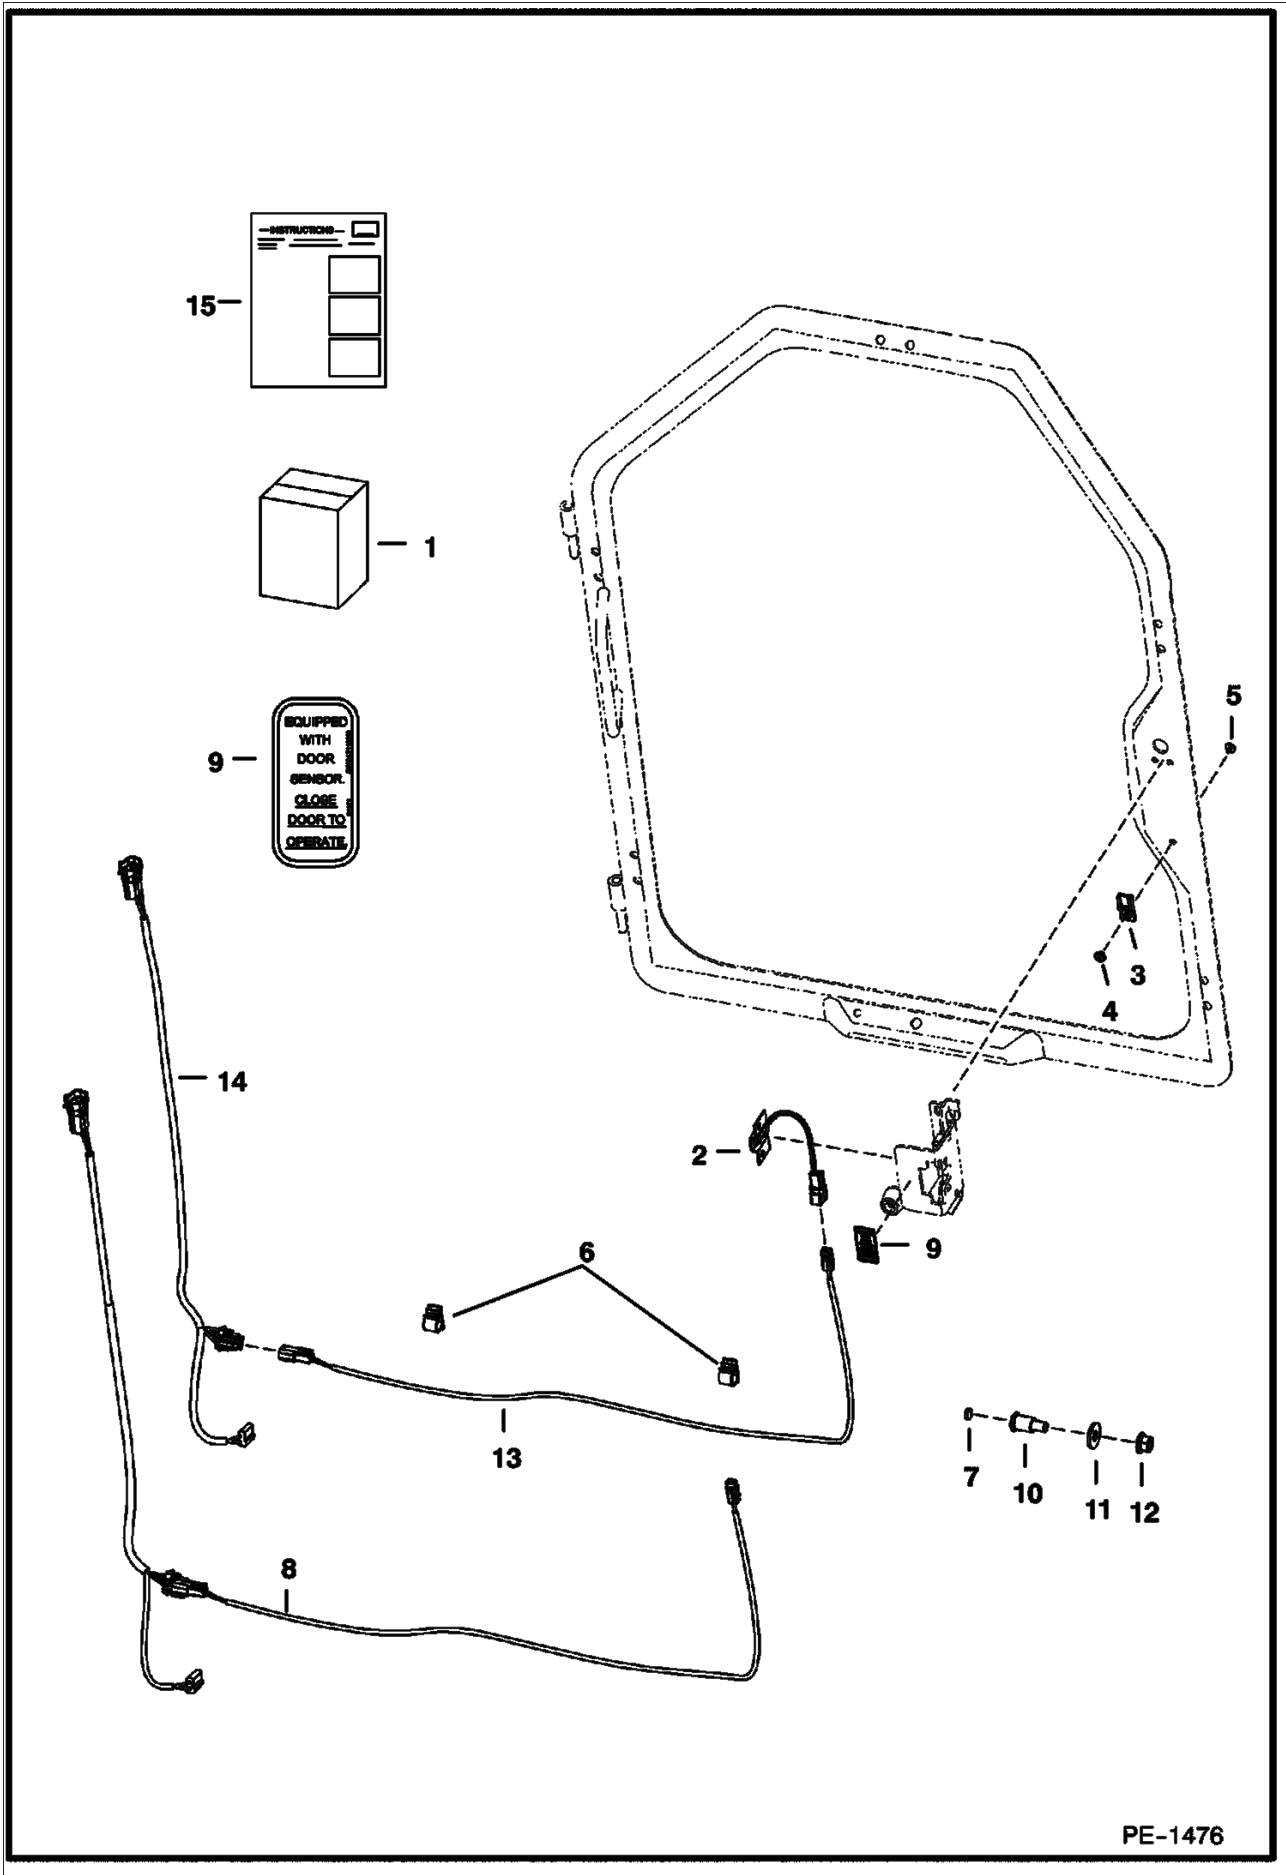 INSTRUCTIONS
15
1
EQUIPPED
WITH
DOOR
SENSOR.
CLOSE
DOOR TO
OPERATE.
9
5
3
4
14
2
9
6
13
7
10
11
12
8
PE-1476